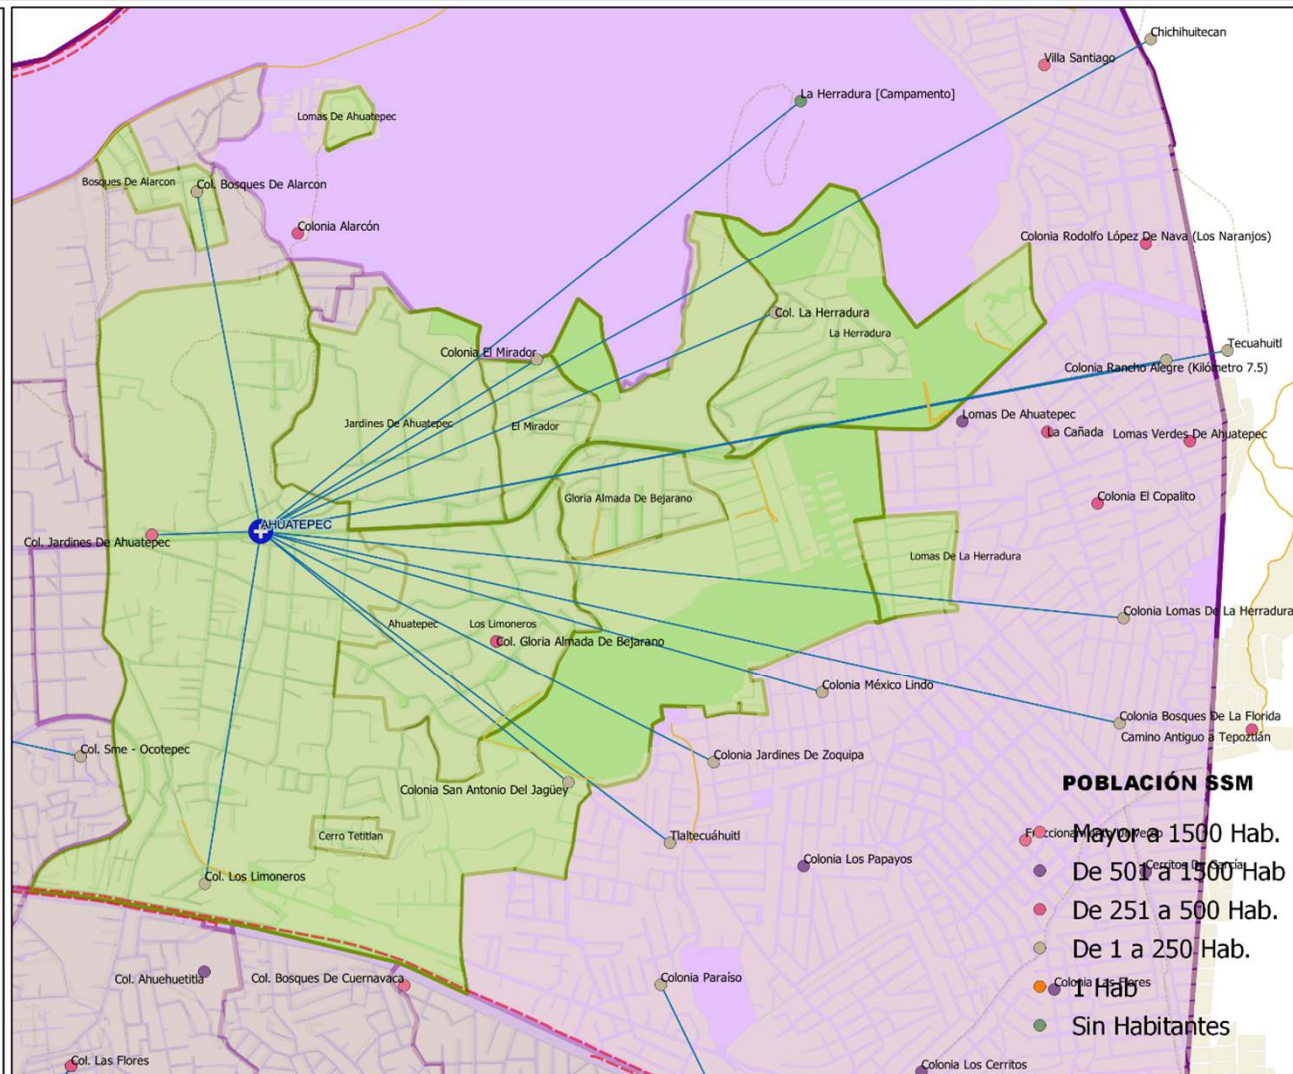 Chichihuitecan
Villa Santiago
La Herradura [Campamento]
Lomas De Ahuatepec
Bosques De Alarcon
Col. Bosques De Alarcon
Colonia Alarcón
Colonia Rodolfo López De Nava (Los Naranjos)
Col. La Herradura
La Herradura
Tecuahuitl
Colonia El Mirador
Colonia Rancho Alegre (Kilómetro 7.5)
Jardines De Ahuatepec
El Mirador
Lomas De Ahuatepec
La Cañada
Lomas Verdes De Ahuatepec
Gloria Almada De Bejarano
Colonia El Copalito
AHUATEPEC
Col. Jardines De Ahuatepec
Lomas De La Herradura
Colonia Lomas De La Herradura
Ahuatepec
Los Limoneros
Col. Gloria Almada De Bejarano
Colonia México Lindo
Colonia Bosques De La Florida
Camino Antiguo a Tepoztlán
Col. Sme - Ocotepec
Colonia Jardines De Zoquipa
Colonia San Antonio Del Jagüey
POBLACIÓN SSM
Cerro Tetitlan
Tlaltecuáhuitl
Fraccionamiento Universo
Mayor a 1500 Hab.
Colonia Los Papayos
Cerritos De García
De 501 a 1500 Hab
Col. Los Limoneros
De 251 a 500 Hab.
De 1 a 250 Hab.
Col. Ahuehuetitla
Col. Bosques De Cuernavaca
Colonia Paraíso
Colonia Las Flores
1 Hab
Sin Habitantes
Col. Las Flores
Colonia Los Cerritos